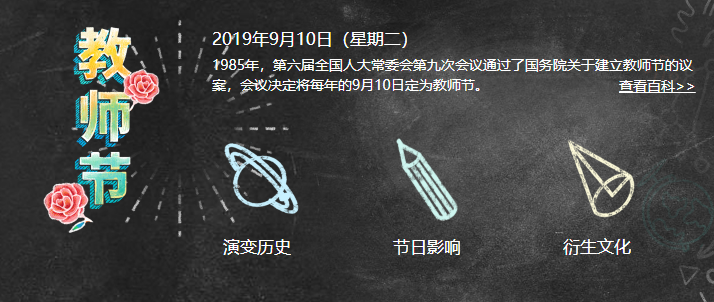 教师节
2019年9月10日（星期二）
1985年，第六届全国人大常委会第九次会议通过了国务院关于建立教师节的议
案，会议决定将每年的9月10日定为教师节。
查看百科>>
演变历史
节日影响
衍生文化